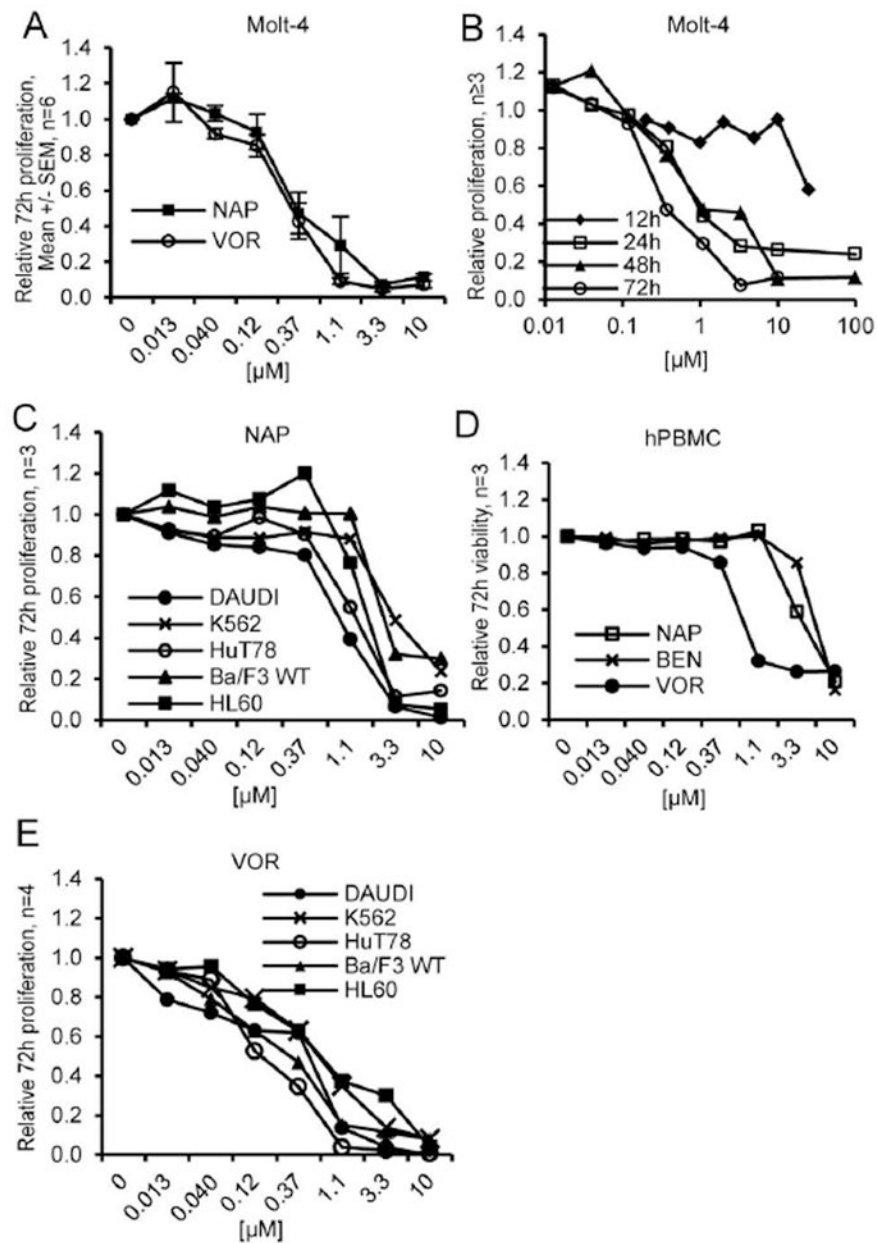 A
Molt-4
Relative 72h proliferation,
Mean +/- SEM, n=6
1.4
1.2
1.0
0.8
0.6
0.4
0.2
0.0
NAP
VOR
0
0.013
0.040
0.12
0.37
1.1
3.3
10
[µM]
B
Molt-4
Relative proliferation, n≥3
1.4
1.2
1.0
0.8
0.6
0.4
0.2
0.0
12h
24h
48h
72h
0.01
0.1
1
10
100
[µM]
C
NAP
Relative 72h proliferation, n=3
1.4
1.2
1.0
0.8
0.6
0.4
0.2
0.0
DAUDI
K562
HuT78
Ba/F3 WT
HL60
0
0.013
0.040
0.12
0.37
1.1
3.3
10
[µM]
D
hPBMC
Relative 72h viability, n=3
1.4
1.2
1.0
0.8
0.6
0.4
0.2
0.0
NAP
BEN
VOR
0
0.013
0.040
0.12
0.37
1.1
3.3
10
[µM]
E
VOR
Relative 72h proliferation, n=4
1.4
1.2
1.0
0.8
0.6
0.4
0.2
0.0
DAUDI
K562
HuT78
Ba/F3 WT
HL60
0
0.013
0.040
0.12
0.37
1.1
3.3
10
[µM]